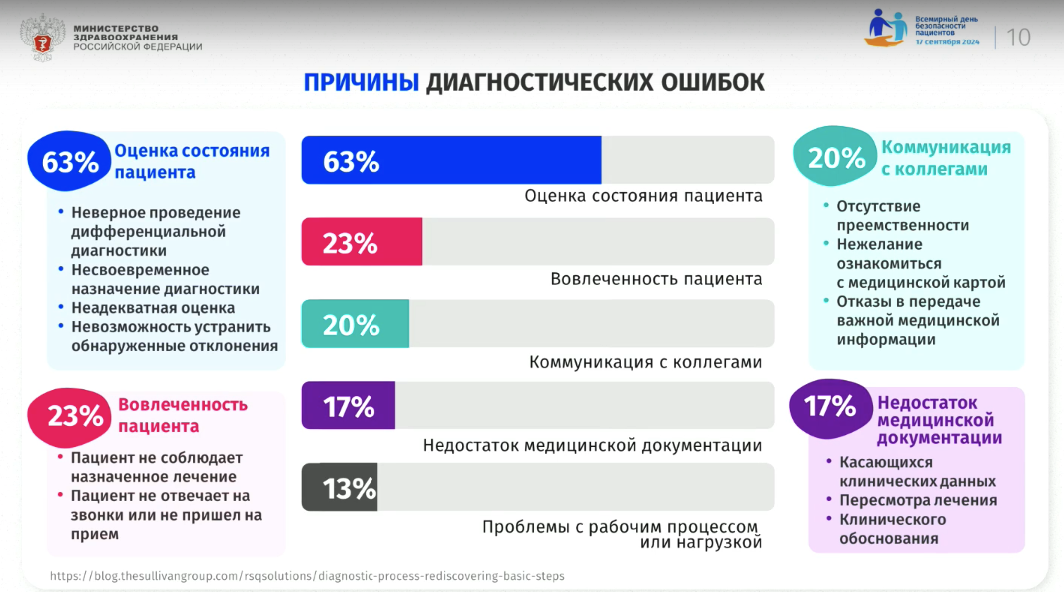 МИНИСТЕРСТВО
ЗДРАВООХРАНЕНИЯ
РОССИЙСКОЙ ФЕДЕРАЦИИ
Всемирный день
безопасности
пациентов
17 сентября 2024
10
ПРИЧИНЫ ДИАГНОСТИЧЕСКИХ ОШИБОК
63%
Оценка состояния
пациента
• Неверное проведение
дифференциальной
диагностики
• Несвоевременное
назначение диагностики
• Неадекватная оценка
• Невозможность устранить
обнаруженные отклонения
23%
Вовлеченность
пациента
• Пациент не соблюдает
назначенное лечение
• Пациент не отвечает на
звонки или не пришел на
прием
63%
Оценка состояния пациента
23%
Вовлеченность пациента
20%
Коммуникация с коллегами
17%
Недостаток медицинской документации
13%
Проблемы с рабочим процессом
или нагрузкой
20%
Коммуникация
с коллегами
• Отсутствие
преемственности
• Нежелание
ознакомиться
с медицинской картой
• Отказы в передаче
важной медицинской
информации
17%
Недостаток
медицинской
документации
• Касающихся
клинических данных
• Пересмотра лечения
• Клинического
обоснования
https://blog.thesullivangroup.com/rsqsolutions/diagnostic-process-rediscovering-basic-steps